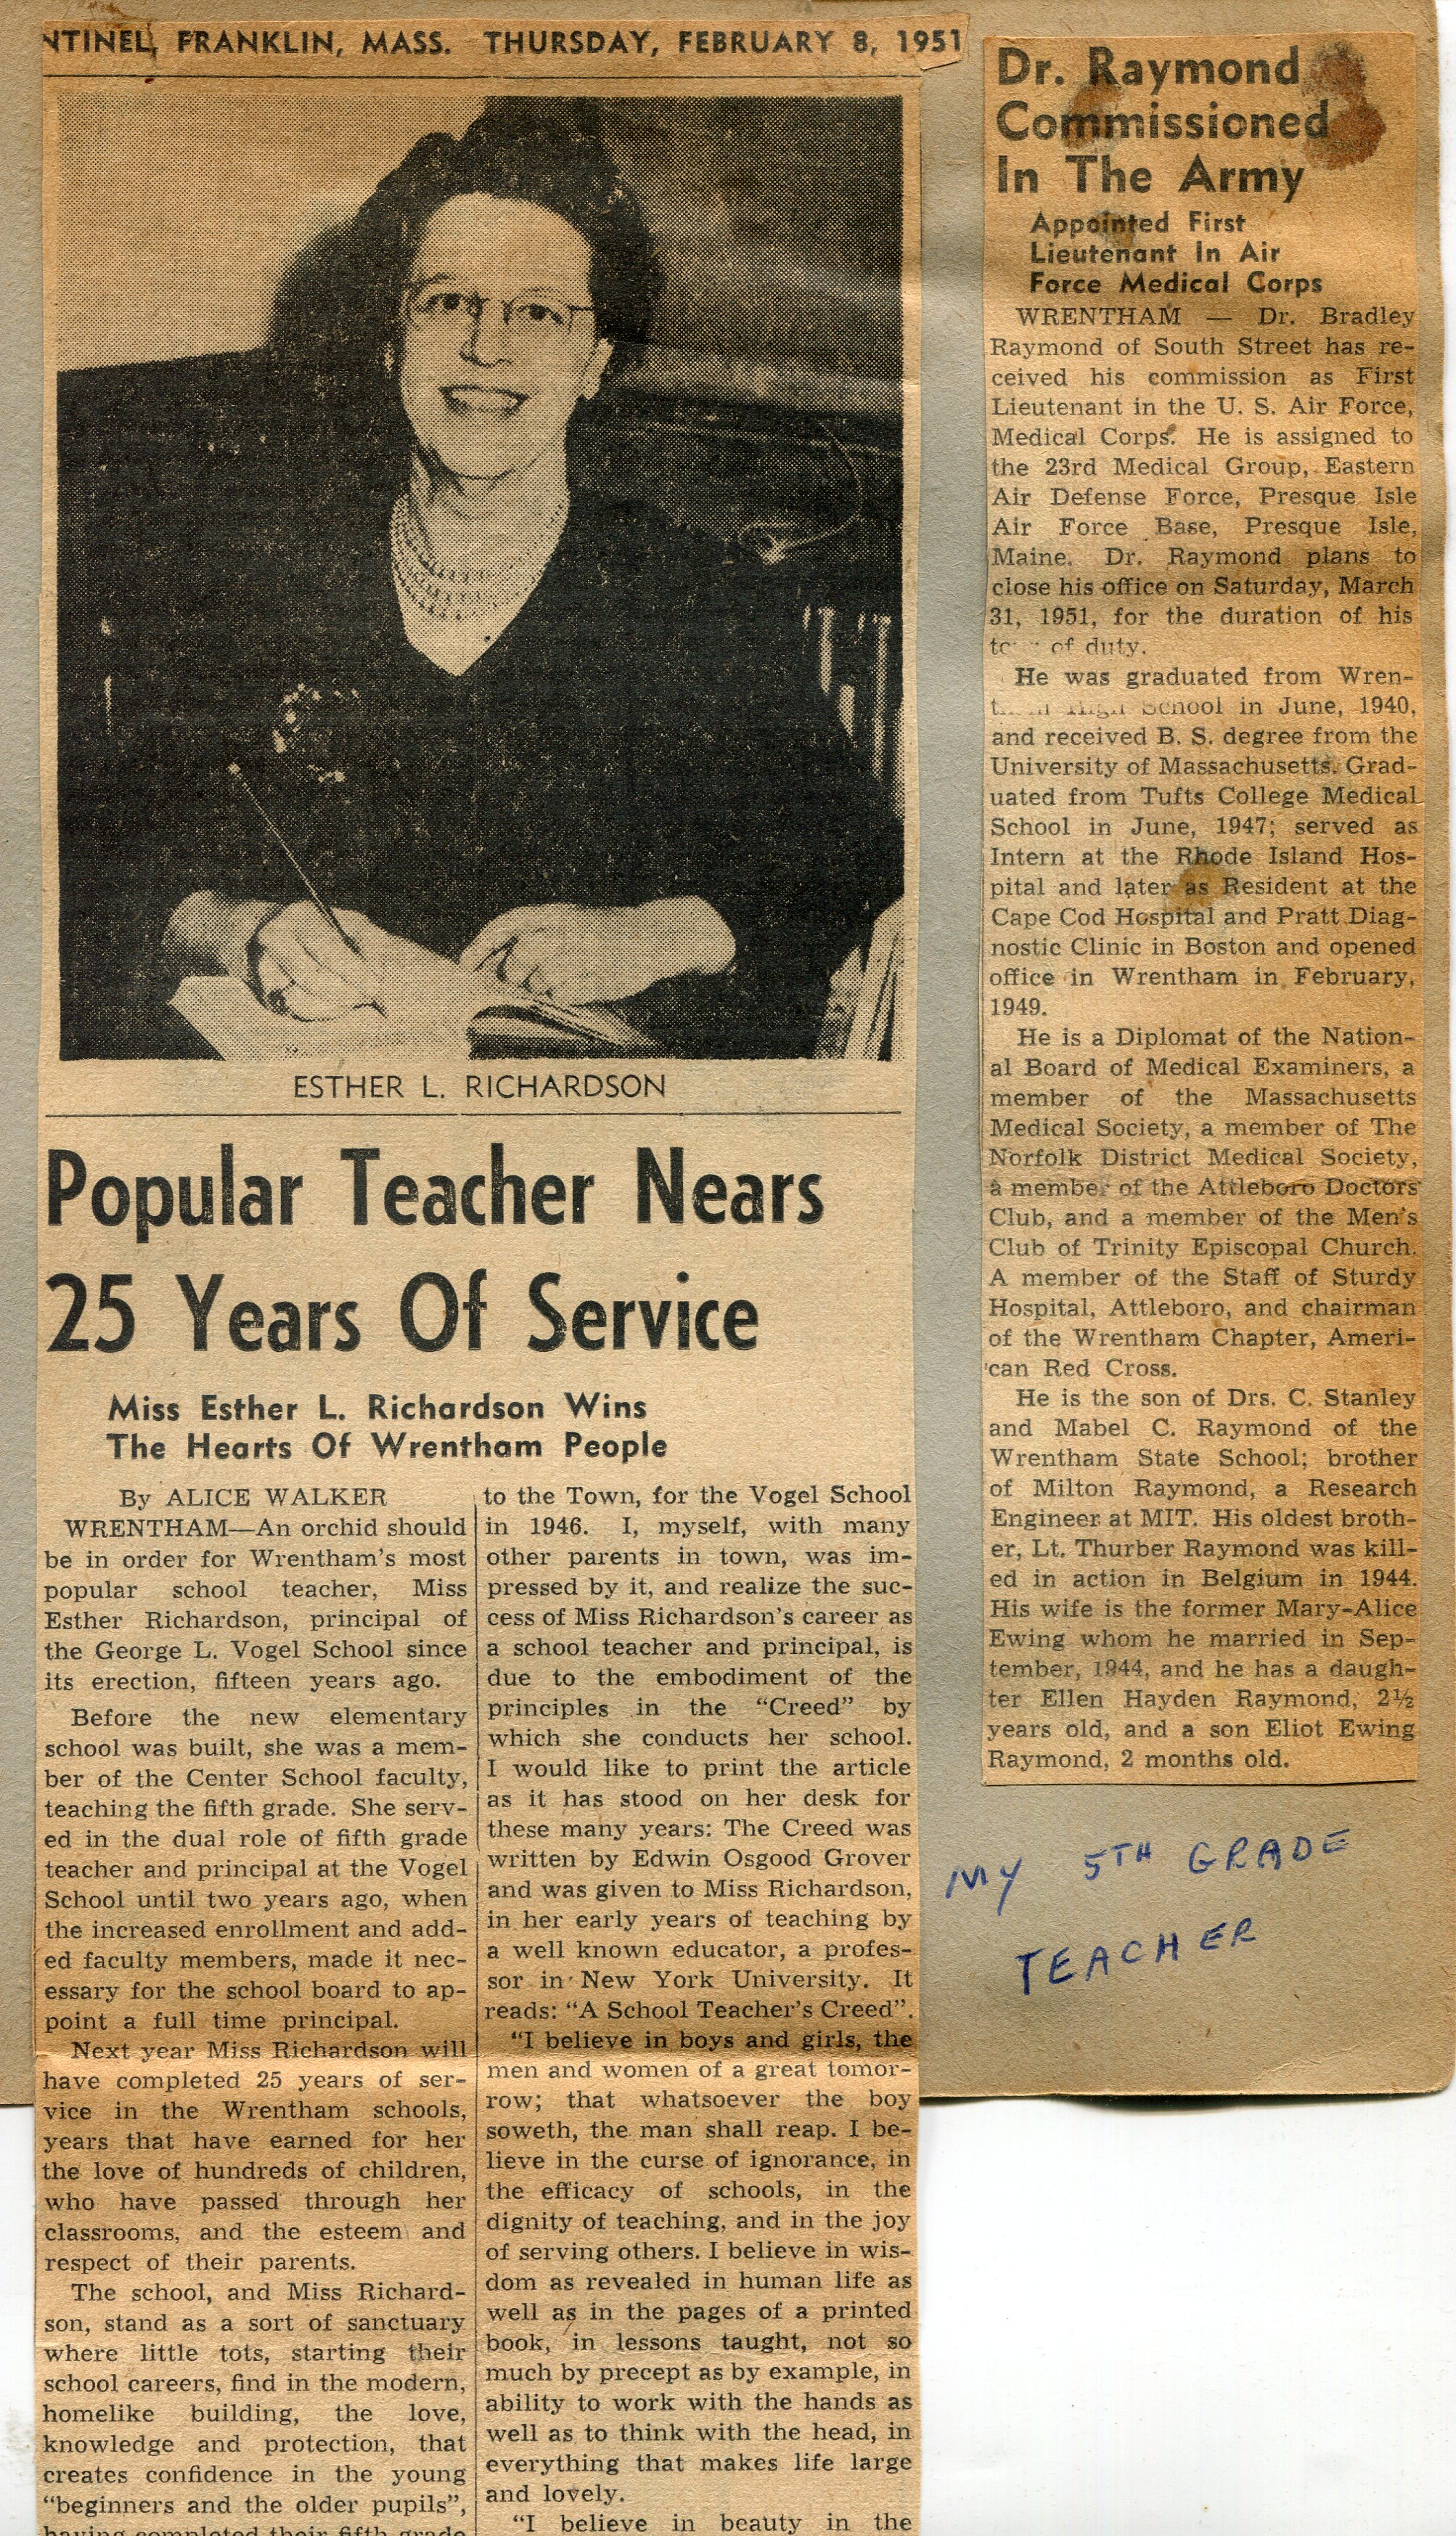 NTINEL, FRANKLIN, MASS. THURSDAY, FEBRUARY 8, 1951
ESTHER L. RICHARDSON
Popular Teacher Nears
25 Years Of Service
Miss Esther L. Richardson Wins
The Hearts Of Wrentham People
By ALICE WALKER
WRENTHAM—An orchid should
be in order for Wrentham's most
popular school teacher, Miss
Esther Richardson, principal of
the George L. Vogel School since
its erection, fifteen years ago.
Before the new elementary
school was built, she was a mem-
ber of the Center School faculty,
teaching the fifth grade. She serv-
ed in the dual role of fifth grade
teacher and principal at the Vogel
School until two years ago, when
the increased enrollment and add-
ed faculty members, made it nec-
essary for the school board to ap-
point a full time principal.
Next year Miss Richardson will
have completed 25 years of ser-
vice in the Wrentham schools,
years that have earned for her
the love of hundreds of children,
who have passed through her
classrooms, and the esteem and
respect of their parents.
The school, and Miss Richard-
son, stand as a sort of sanctuary
where little tots, starting their
school careers, find in the modern,
homelike building, the love,
knowledge and protection, that
creates confidence in the young
"beginners and the older pupils",
having completed their fifth grade
to the Town, for the Vogel School
in 1946. I, myself, with many
other parents in town, was im-
pressed by it, and realize the suc-
cess of Miss Richardson's career as
a school teacher and principal, is
due to the embodiment of the
principles in the "Creed" by
which she conducts her school.
I would like to print the article
as it has stood on her desk for
these many years: The Creed was
written by Edwin Osgood Grover
and was given to Miss Richardson,
in her early years of teaching by
a well known educator, a profes-
sor in New York University. It
reads: "A School Teacher's Creed".
"I believe in boys and girls, the
men and women of a great tomor-
row; that whatsoever the boy
soweth, the man shall reap. I be-
lieve in the curse of ignorance, in
the efficacy of schools, in the
dignity of teaching, and in the joy
of serving others. I believe in wis-
dom as revealed in human life as
well as in the pages of a printed
book, in lessons taught, not so
much by precept as by example, in
ability to work with the hands as
well as to think with the head, in
everything that makes life large
and lovely.
"I believe in beauty in the
Dr. Raymond
Commissioned
In The Army
Appointed First
Lieutenant In Air
Force Medical Corps
WRENTHAM — Dr. Bradley
Raymond of South Street has re-
ceived his commission as First
Lieutenant in the U. S. Air Force,
Medical Corps. He is assigned to
the 23rd Medical Group, Eastern
Air Defense Force, Presque Isle
Air Force Base, Presque Isle,
Maine. Dr. Raymond plans to
close his office on Saturday, March
31, 1951, for the duration of his
of duty.
He was graduated from Wren-
High School in June, 1940,
and received B. S. degree from the
University of Massachusetts. Grad-
uated from Tufts College Medical
School in June, 1947; served as
Intern at the Rhode Island Hos-
pital and later as Resident at the
Cape Cod Hospital and Pratt Diag-
nostic Clinic in Boston and opened
office in Wrentham in February,
1949.
He is a Diplomat of the Nation-
al Board of Medical Examiners, a
member of the Massachusetts
Medical Society, a member of The
Norfolk District Medical Society,
a member of the Attleboro Doctors
Club, and a member of the Men's
Club of Trinity Episcopal Church.
A member of the Staff of Sturdy
Hospital, Attleboro, and chairman
of the Wrentham Chapter, Ameri-
can Red Cross.
He is the son of Drs. C. Stanley
and Mabel C. Raymond of the
Wrentham State School; brother
of Milton Raymond, a Research
Engineer at MIT. His oldest broth-
er, Lt. Thurber Raymond was kill-
ed in action in Belgium in 1944.
His wife is the former Mary-Alice
Ewing whom he married in Sep-
tember, 1944, and he has a daugh-
ter Ellen Hayden Raymond, 2½
years old, and a son Eliot Ewing
Raymond, 2 months old.
MY 5TH GRADE
TEACHER